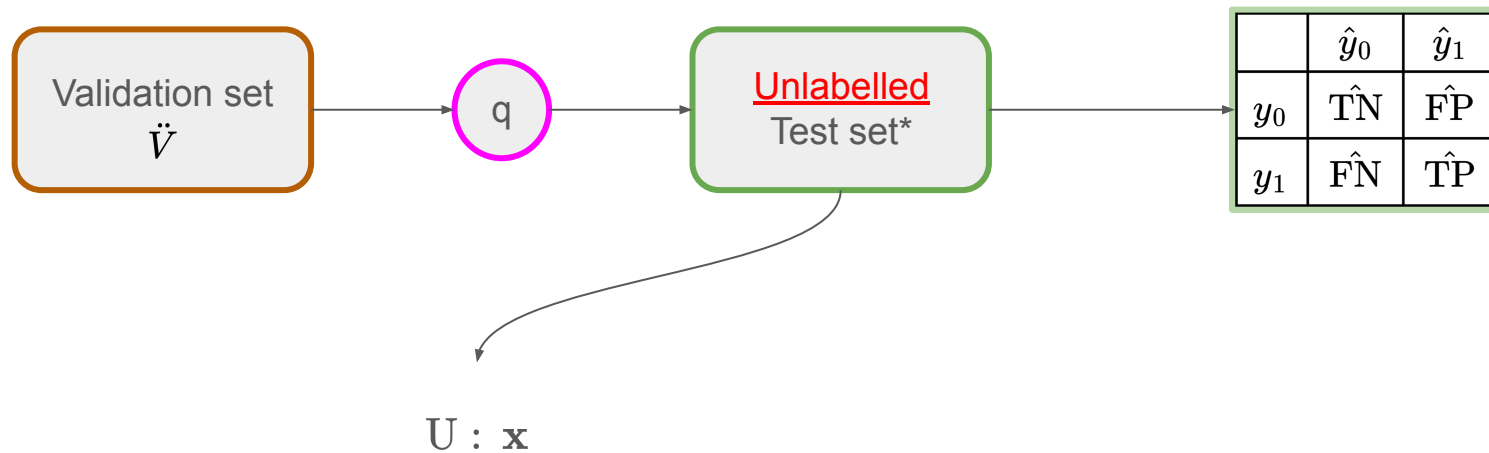 Validation set
V̈
q
Unlabelled
Test set*
ŷ₀ ŷ₁
y₀ TN̂ FP̂
y₁ FN̂ TP̂
U : x